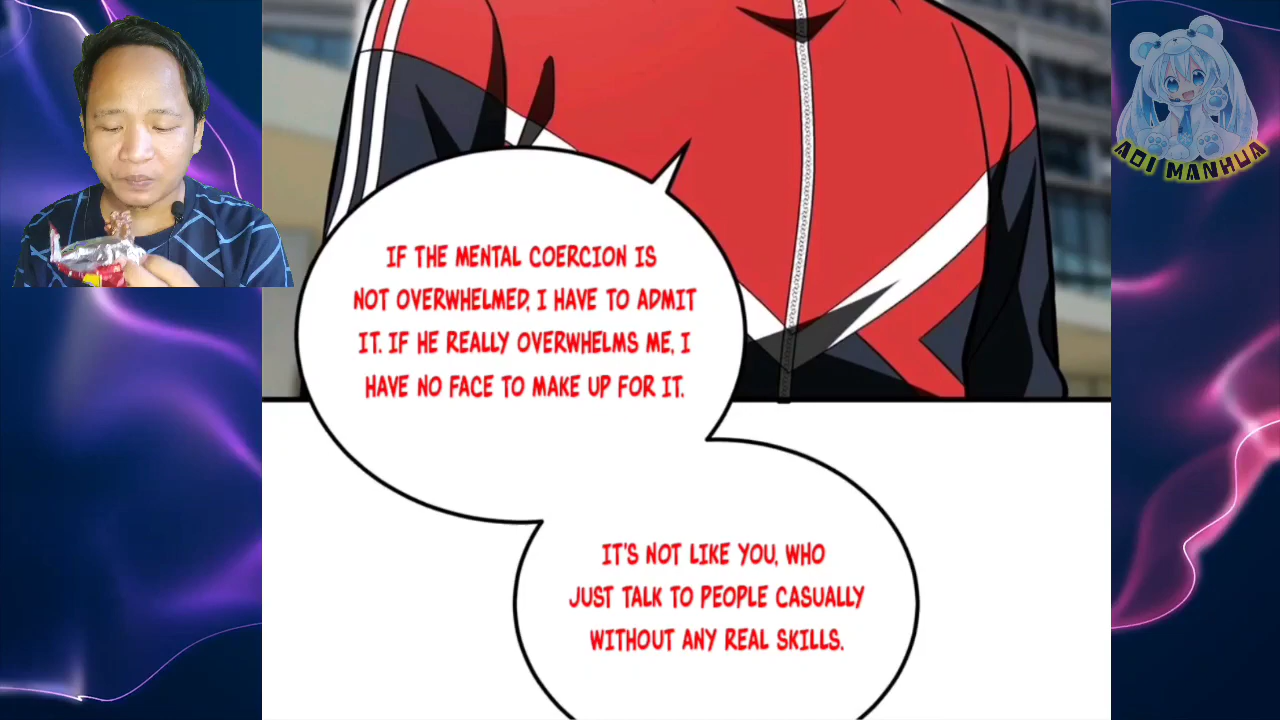 AOI MANHUA
IF THE MENTAL COERCION IS
NOT OVERWHELMED, I HAVE TO ADMIT
IT. IF HE REALLY OVERWHELMS ME, I
HAVE NO FACE TO MAKE UP FOR IT.
IT'S NOT LIKE YOU, WHO
JUST TALK TO PEOPLE CASUALLY
WITHOUT ANY REAL SKILLS.